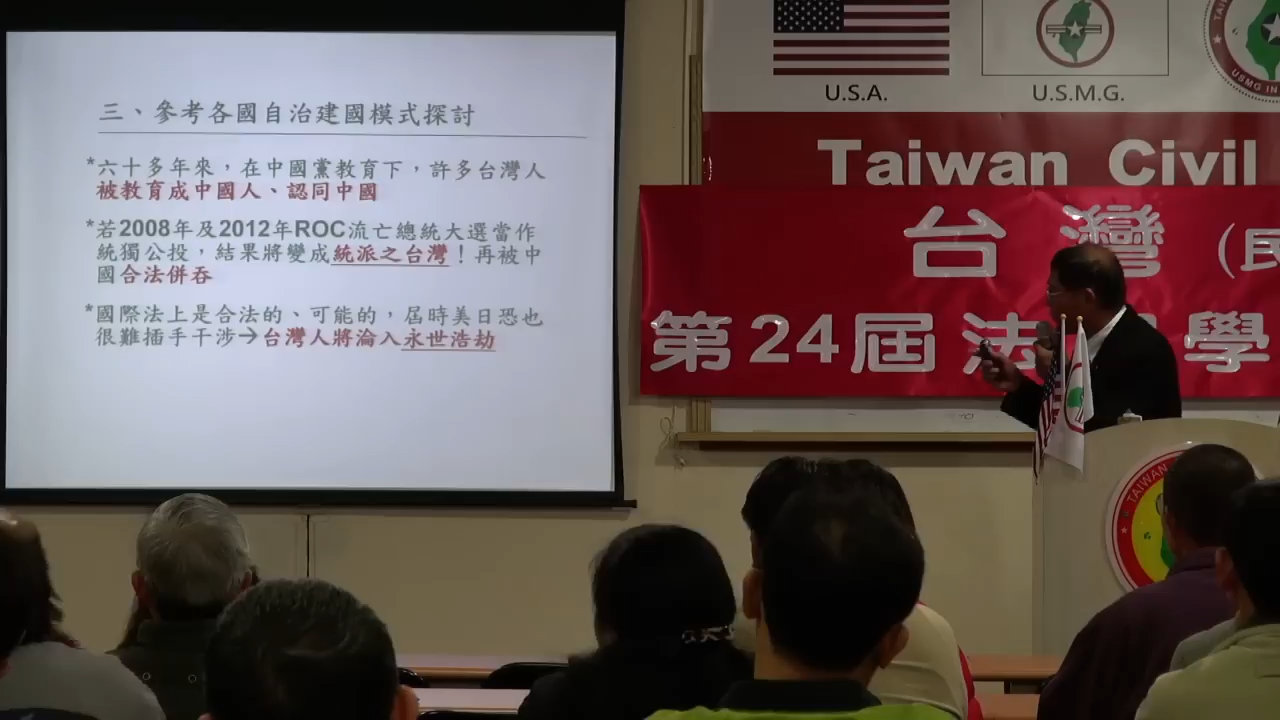 三、參考各國自治建國模式探討
*六十多年來，在中國黨教育下，許多台灣人
被教育成中國人、認同中國
*若2008年及2012年ROC流亡總統大選當作
統獨公投，結果將變成統派之台灣！再被中
國合法併吞
*國際法上是合法的、可能的，屆時美日恐也
很難插手干涉→台灣人將淪入永世浩劫
U.S.A.
U.S.M.G.
USMG IN
Taiwan Civil
台灣(民
第24屆法 學
TAIWAN